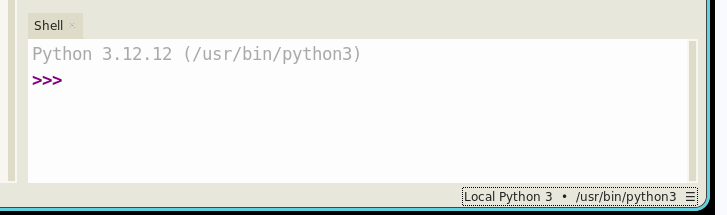 Shell ×
Python 3.12.12 (/usr/bin/python3)
>>>
Local Python 3 • /usr/bin/python3 ☰